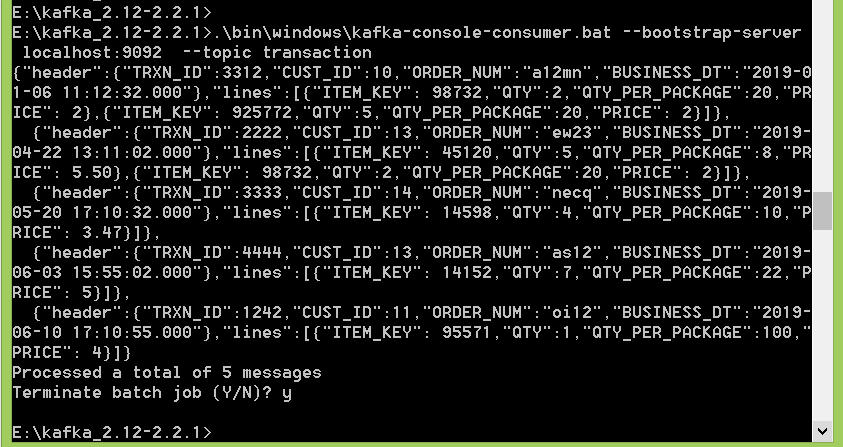 E:\kafka_2.12-2.2.1>
E:\kafka_2.12-2.2.1>.\bin\windows\kafka-console-consumer.bat --bootstrap-server
 localhost:9092  --topic transaction
{"header":{"TRXN_ID":3312,"CUST_ID":10,"ORDER_NUM":"a12mn","BUSINESS_DT":"2019-0
1-06 11:12:32.000"},"lines":[{"ITEM_KEY": 98732,"QTY":2,"QTY_PER_PACKAGE":20,"PR
ICE": 2},{"ITEM_KEY": 925772,"QTY":5,"QTY_PER_PACKAGE":20,"PRICE": 2}]},
  {"header":{"TRXN_ID":2222,"CUST_ID":13,"ORDER_NUM":"ew23","BUSINESS_DT":"2019-
04-22 13:11:02.000"},"lines":[{"ITEM_KEY": 45120,"QTY":5,"QTY_PER_PACKAGE":8,"PR
ICE": 5.50},{"ITEM_KEY": 98732,"QTY":2,"QTY_PER_PACKAGE":20,"PRICE": 2}]},
  {"header":{"TRXN_ID":3333,"CUST_ID":14,"ORDER_NUM":"necq","BUSINESS_DT":"2019-
05-20 17:10:32.000"},"lines":[{"ITEM_KEY": 14598,"QTY":4,"QTY_PER_PACKAGE":10,"P
RICE": 3.47}]},
  {"header":{"TRXN_ID":4444,"CUST_ID":13,"ORDER_NUM":"as12","BUSINESS_DT":"2019-
06-03 15:55:02.000"},"lines":[{"ITEM_KEY": 14152,"QTY":7,"QTY_PER_PACKAGE":22,"P
RICE": 5}]},
  {"header":{"TRXN_ID":1242,"CUST_ID":11,"ORDER_NUM":"oi12","BUSINESS_DT":"2019-
06-10 17:10:55.000"},"lines":[{"ITEM_KEY": 95571,"QTY":1,"QTY_PER_PACKAGE":100,"
PRICE": 4}]}
Processed a total of 5 messages
Terminate batch job (Y/N)? y
E:\kafka_2.12-2.2.1>